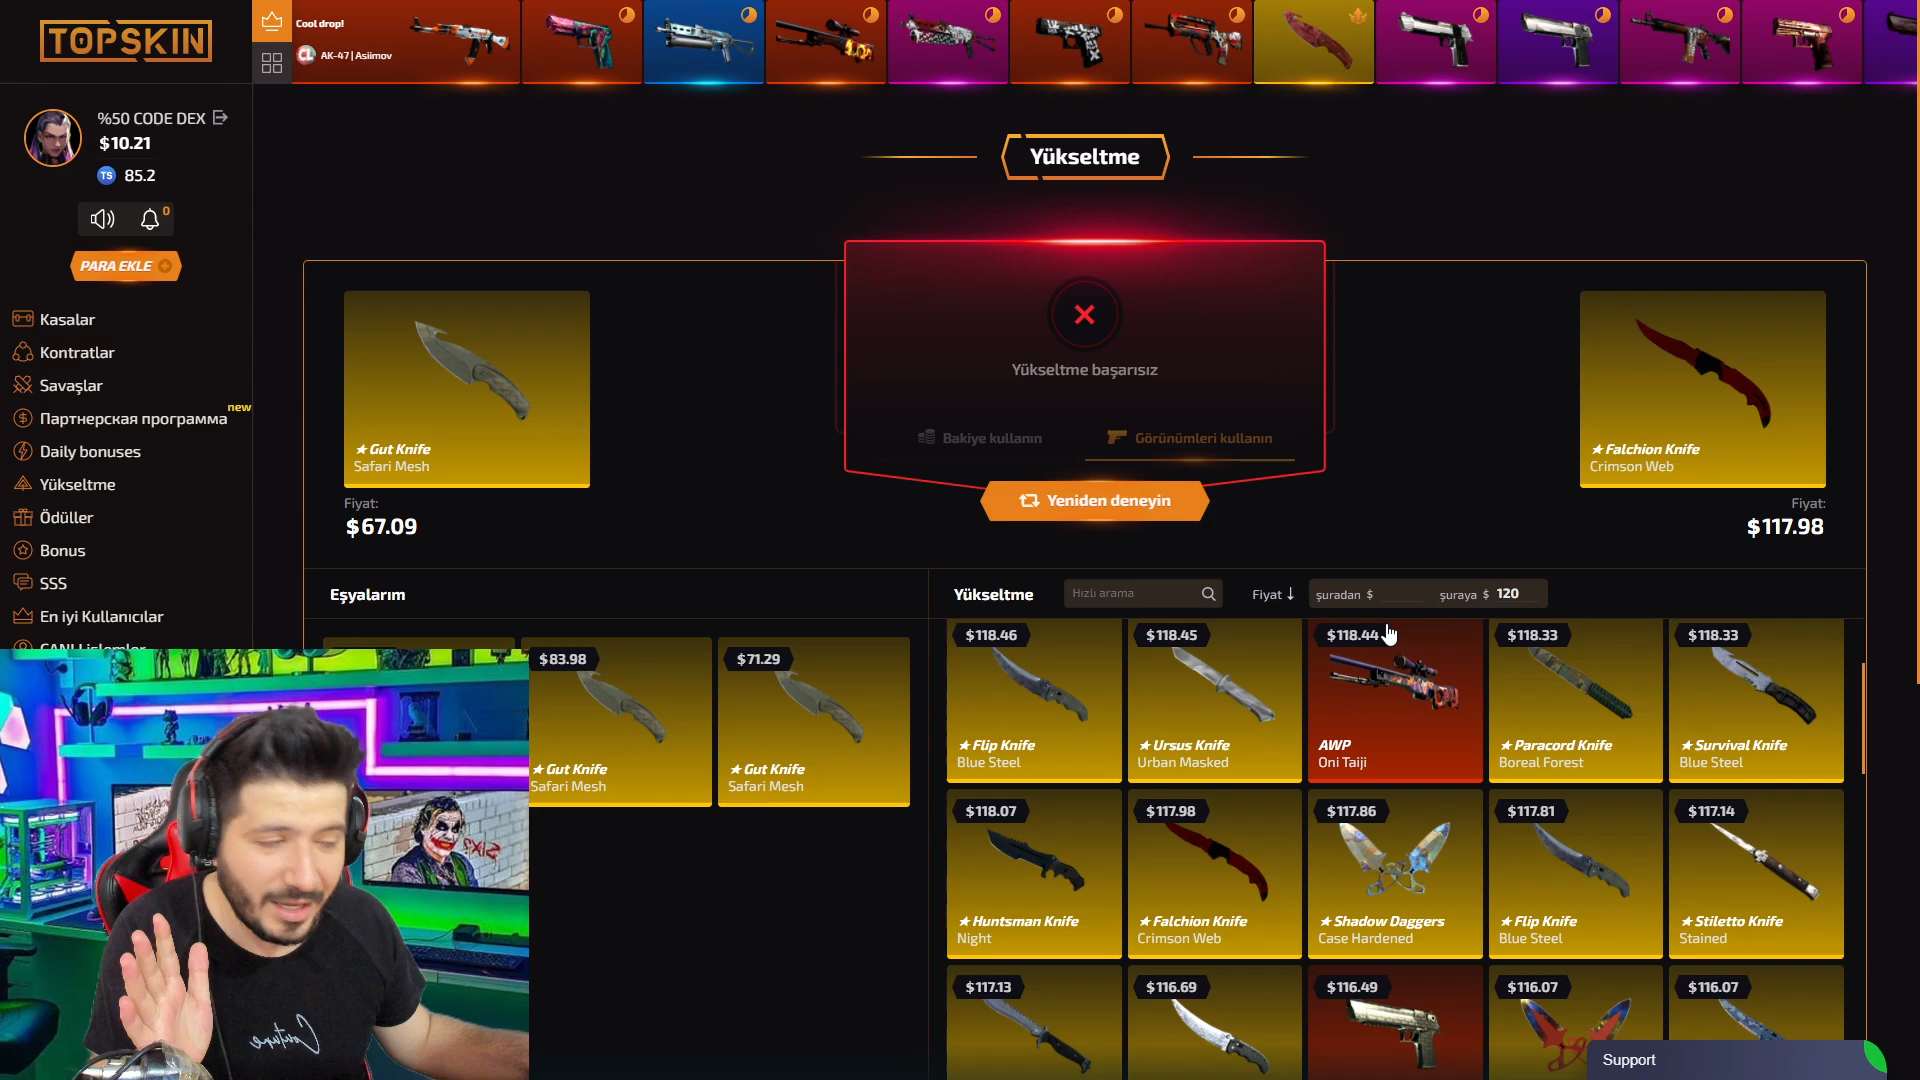 TOPSKIN
Cool drop!
AK-47 | Asiimov
%50 CODE DEX
$10.21
TS 85.2
0
PARA EKLE
Kasalar
Kontratlar
Savaşlar
Партнерская программа new
Daily bonuses
Yükseltme
Ödüller
Bonus
SSS
En iyi Kullanıcılar
Yükseltme
★ Gut Knife
Safari Mesh
Fiyat:
$67.09
Yükseltme başarısız
Bakiye kullanın
Görünümleri kullanın
Yeniden deneyin
★ Falchion Knife
Crimson Web
Fiyat:
$117.98
Eşyalarım
$83.98
★ Gut Knife
Safari Mesh
$71.29
★ Gut Knife
Safari Mesh
Yükseltme
Hızlı arama
Fiyat
şuradan $
şuraya $ 120
$118.46
★ Flip Knife
Blue Steel
$118.45
★ Ursus Knife
Urban Masked
$118.44
AWP
Oni Taiji
$118.33
★ Paracord Knife
Boreal Forest
$118.33
★ Survival Knife
Blue Steel
$118.07
★ Huntsman Knife
Night
$117.98
★ Falchion Knife
Crimson Web
$117.86
★ Shadow Daggers
Case Hardened
$117.81
★ Flip Knife
Blue Steel
$117.14
★ Stiletto Knife
Stained
$117.13
$116.69
$116.49
$116.07
$116.07
Support